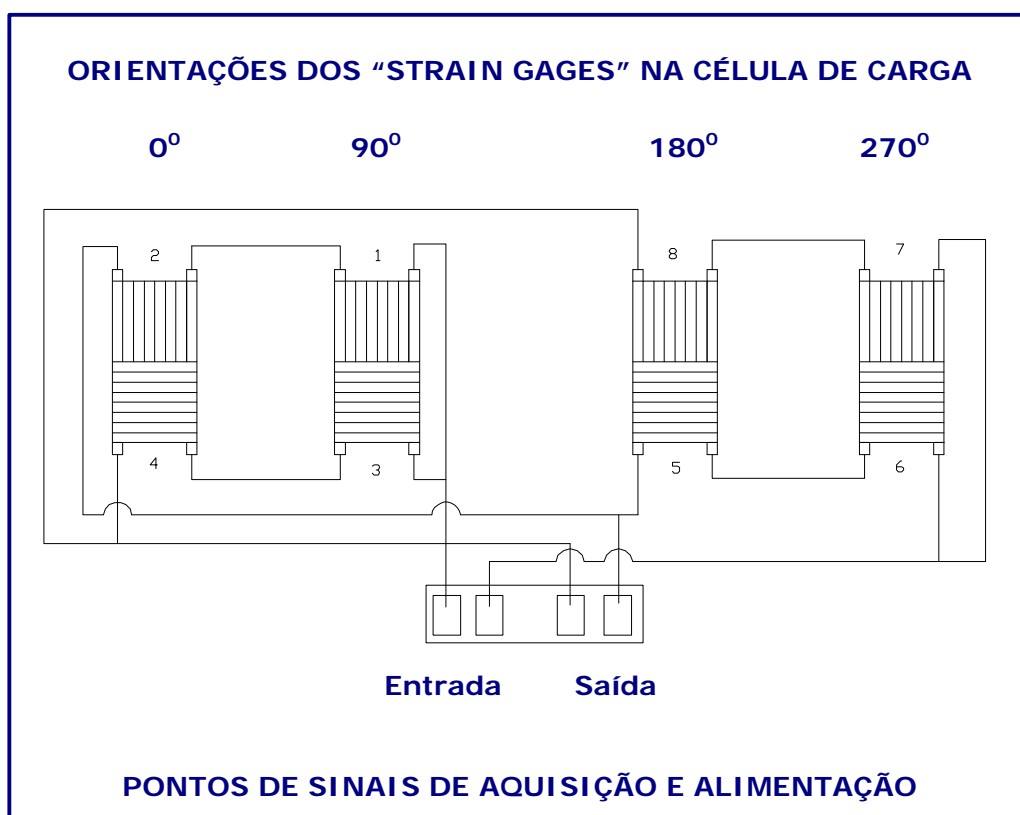 ORIENTAÇÕES DOS “STRAIN GAGES” NA CÉLULA DE CARGA
0⁰ 90⁰ 180⁰ 270⁰
2 1 8 7
4 3 5 6
Entrada Saída
PONTOS DE SINAIS DE AQUISIÇÃO E ALIMENTAÇÃO